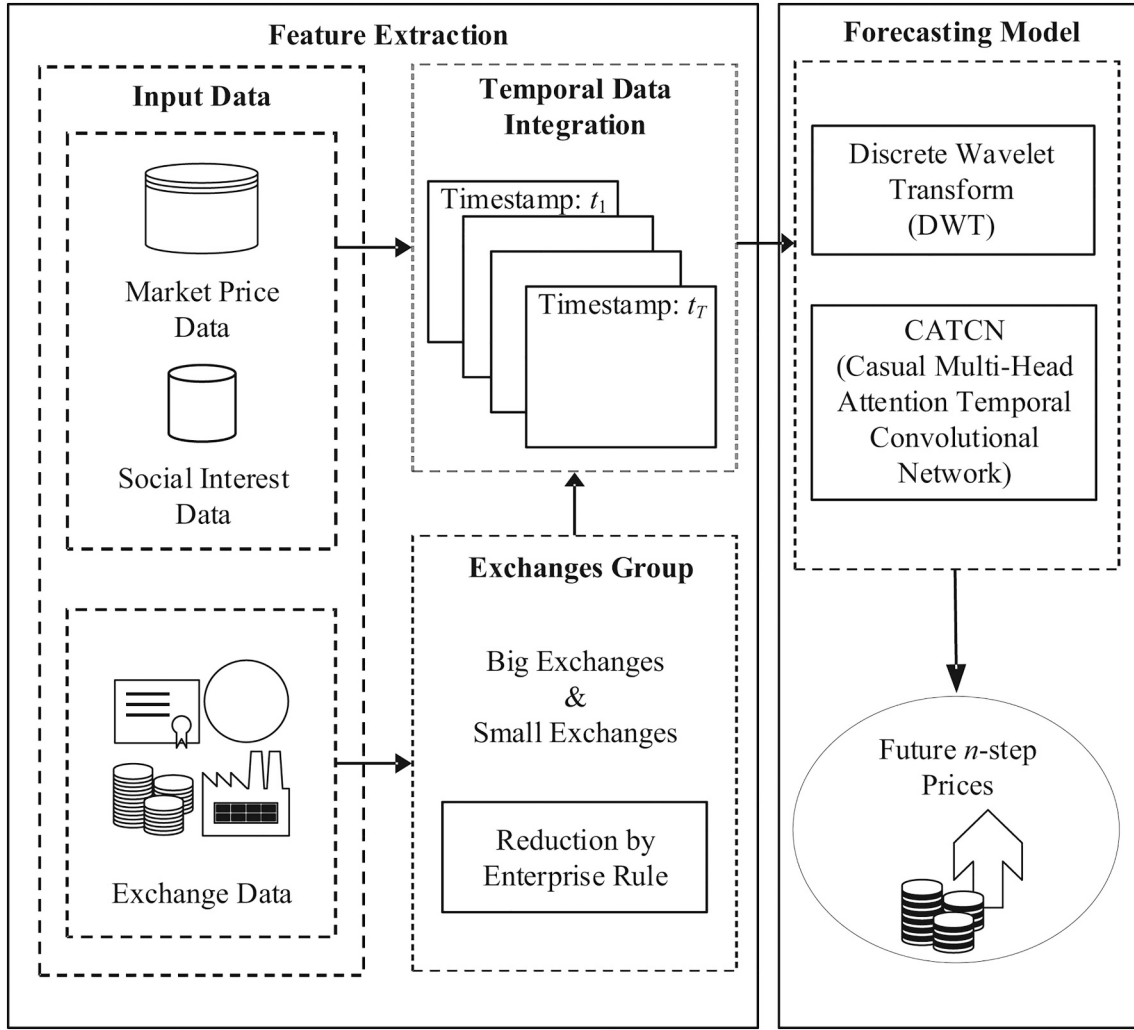 Feature Extraction
Input Data
Market Price
Data
Social Interest
Data
Exchange Data
Temporal Data
Integration
Timestamp: t1
Timestamp: tT
Exchanges Group
Big Exchanges
&
Small Exchanges
Reduction by
Enterprise Rule
Forecasting Model
Discrete Wavelet
Transform
(DWT)
CATCN
(Casual Multi-Head
Attention Temporal
Convolutional
Network)
Future n-step
Prices